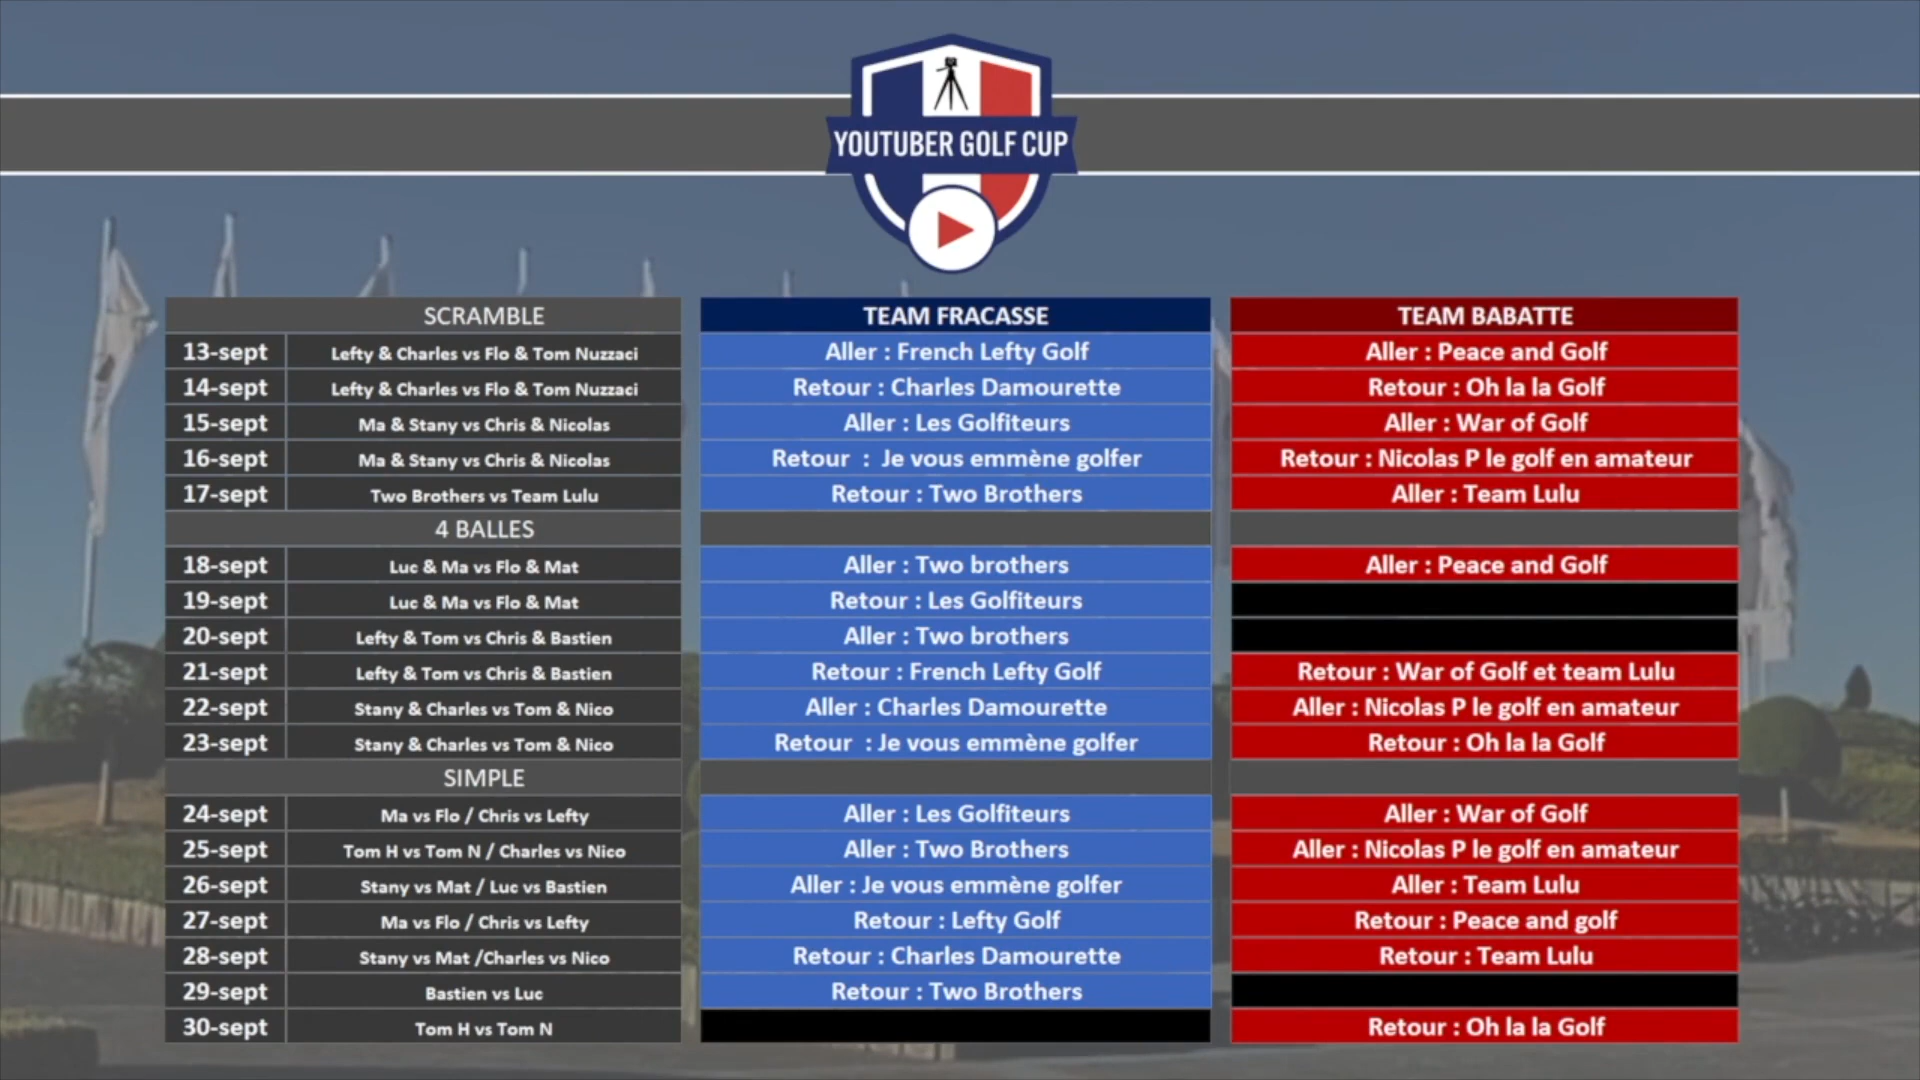 YOUTUBER GOLF CUP
SCRAMBLE TEAM FRACASSE TEAM BABATTE
13-sept Lefty & Charles vs Flo & Tom Nuzzaci Aller : French Lefty Golf Aller : Peace and Golf
14-sept Lefty & Charles vs Flo & Tom Nuzzaci Retour : Charles Damourette Retour : Oh la la Golf
15-sept Ma & Stany vs Chris & Nicolas Aller : Les Golfiteurs Aller : War of Golf
16-sept Ma & Stany vs Chris & Nicolas Retour : Je vous emmène golfer Retour : Nicolas P le golf en amateur
17-sept Two Brothers vs Team Lulu Retour : Two Brothers Aller : Team Lulu
4 BALLES
18-sept Luc & Ma vs Flo & Mat Aller : Two brothers Aller : Peace and Golf
19-sept Luc & Ma vs Flo & Mat Retour : Les Golfiteurs
20-sept Lefty & Tom vs Chris & Bastien Aller : Two brothers
21-sept Lefty & Tom vs Chris & Bastien Retour : French Lefty Golf Retour : War of Golf et team Lulu
22-sept Stany & Charles vs Tom & Nico Aller : Charles Damourette Aller : Nicolas P le golf en amateur
23-sept Stany & Charles vs Tom & Nico Retour : Je vous emmène golfer Retour : Oh la la Golf
SIMPLE
24-sept Ma vs Flo / Chris vs Lefty Aller : Les Golfiteurs Aller : War of Golf
25-sept Tom H vs Tom N / Charles vs Nico Aller : Two Brothers Aller : Nicolas P le golf en amateur
26-sept Stany vs Mat / Luc vs Bastien Aller : Je vous emmène golfer Aller : Team Lulu
27-sept Ma vs Flo / Chris vs Lefty Retour : Lefty Golf Retour : Peace and golf
28-sept Stany vs Mat /Charles vs Nico Retour : Charles Damourette Retour : Team Lulu
29-sept Bastien vs Luc Retour : Two Brothers
30-sept Tom H vs Tom N Retour : Oh la la Golf